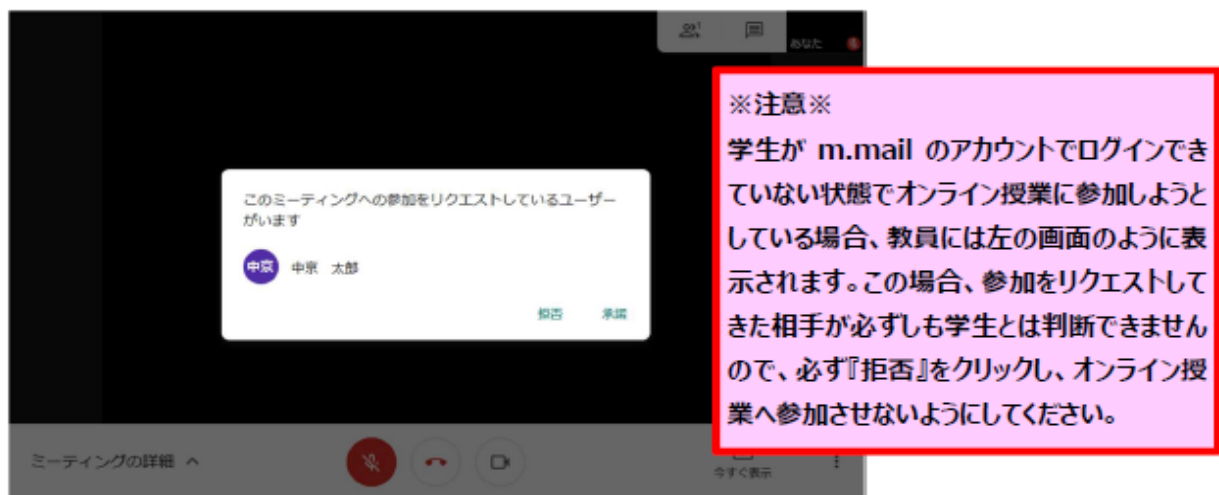 あなた
このミーティングへの参加をリクエストしているユーザー
がいます
中京
中京 太郎
拒否 承諾
ミーティングの詳細
今すぐ表示
※注意※
学生が m.mail のアカウントでログインでき
ていない状態でオンライン授業に参加しようと
している場合、教員には左の画面のように表
示されます。この場合、参加をリクエストして
きた相手が必ずしも学生とは判断できません
ので、必ず『拒否』をクリックし、オンライン授
業へ参加させないようにしてください。